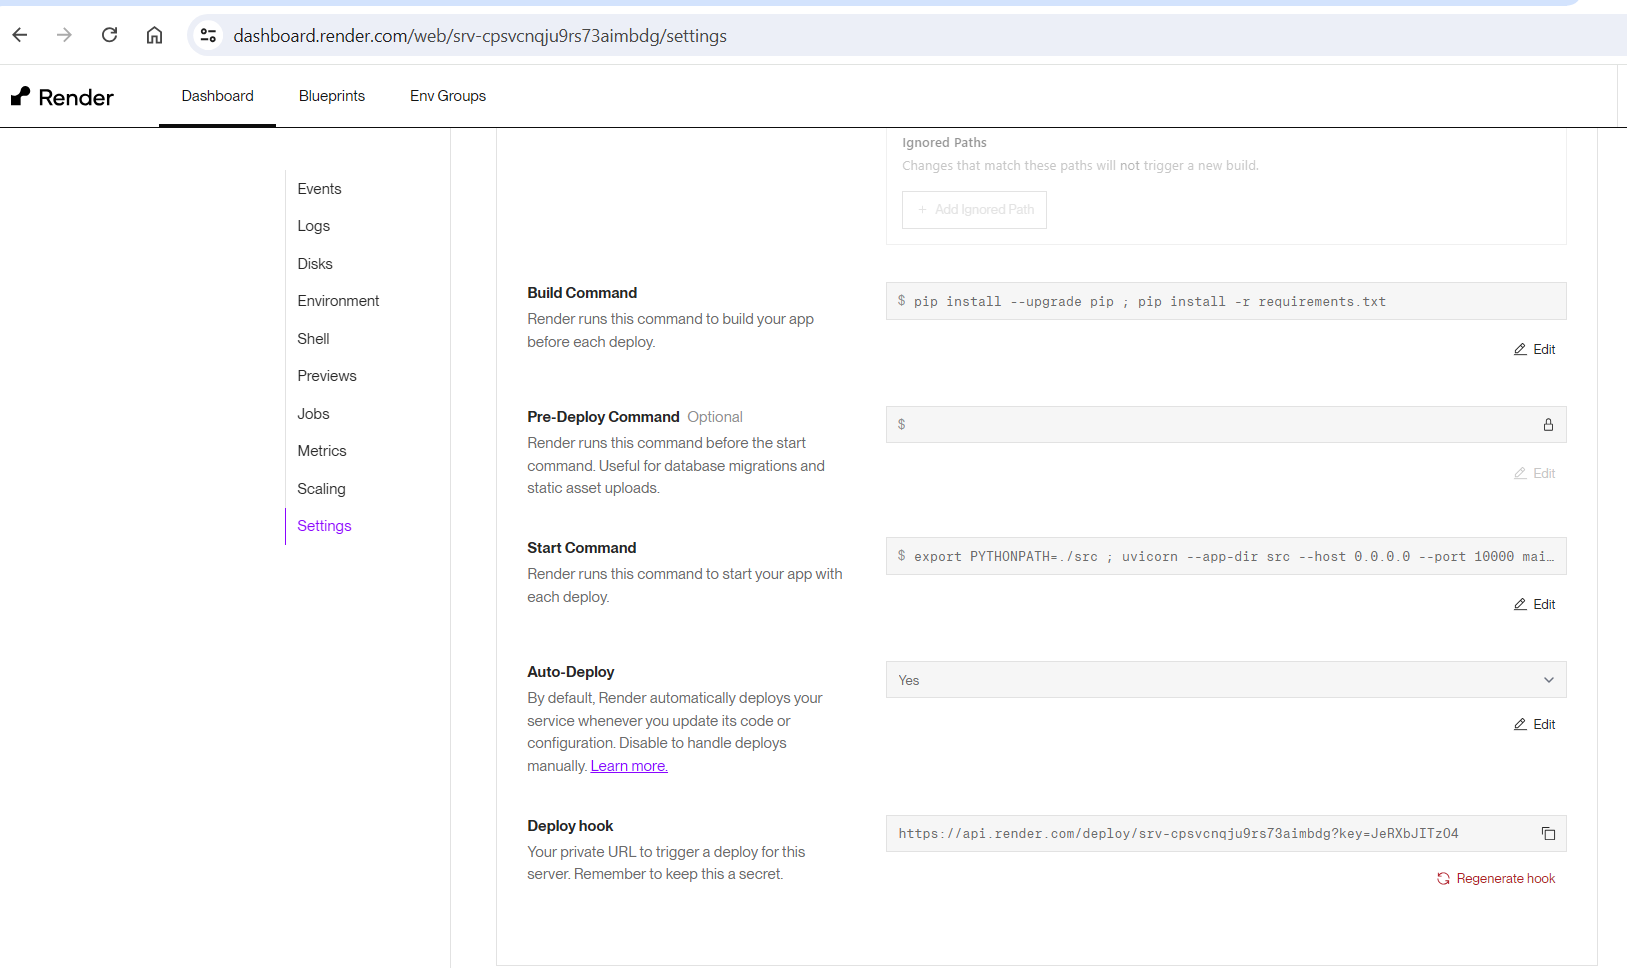 dashboard.render.com/web/srv-cpsvcnqju9rs73aimbdg/settings
Render
Dashboard
Blueprints
Env Groups
Events
Logs
Disks
Environment
Shell
Previews
Jobs
Metrics
Scaling
Settings
Ignored Paths
Changes that match these paths will not trigger a new build.
+ Add Ignored Path
Build Command
Render runs this command to build your app
before each deploy.
$ pip install --upgrade pip ; pip install -r requirements.txt
Edit
Pre-Deploy Command Optional
Render runs this command before the start
command. Useful for database migrations and
static asset uploads.
$
Edit
Start Command
Render runs this command to start your app with
each deploy.
$ export PYTHONPATH=./src ; uvicorn --app-dir src --host 0.0.0.0 --port 10000 mai…
Edit
Auto-Deploy
By default, Render automatically deploys your
service whenever you update its code or
configuration. Disable to handle deploys
manually. Learn more.
Yes
Edit
Deploy hook
Your private URL to trigger a deploy for this
server. Remember to keep this a secret.
https://api.render.com/deploy/srv-cpsvcnqju9rs73aimbdg?key=JeRXbJITzO4
Regenerate hook